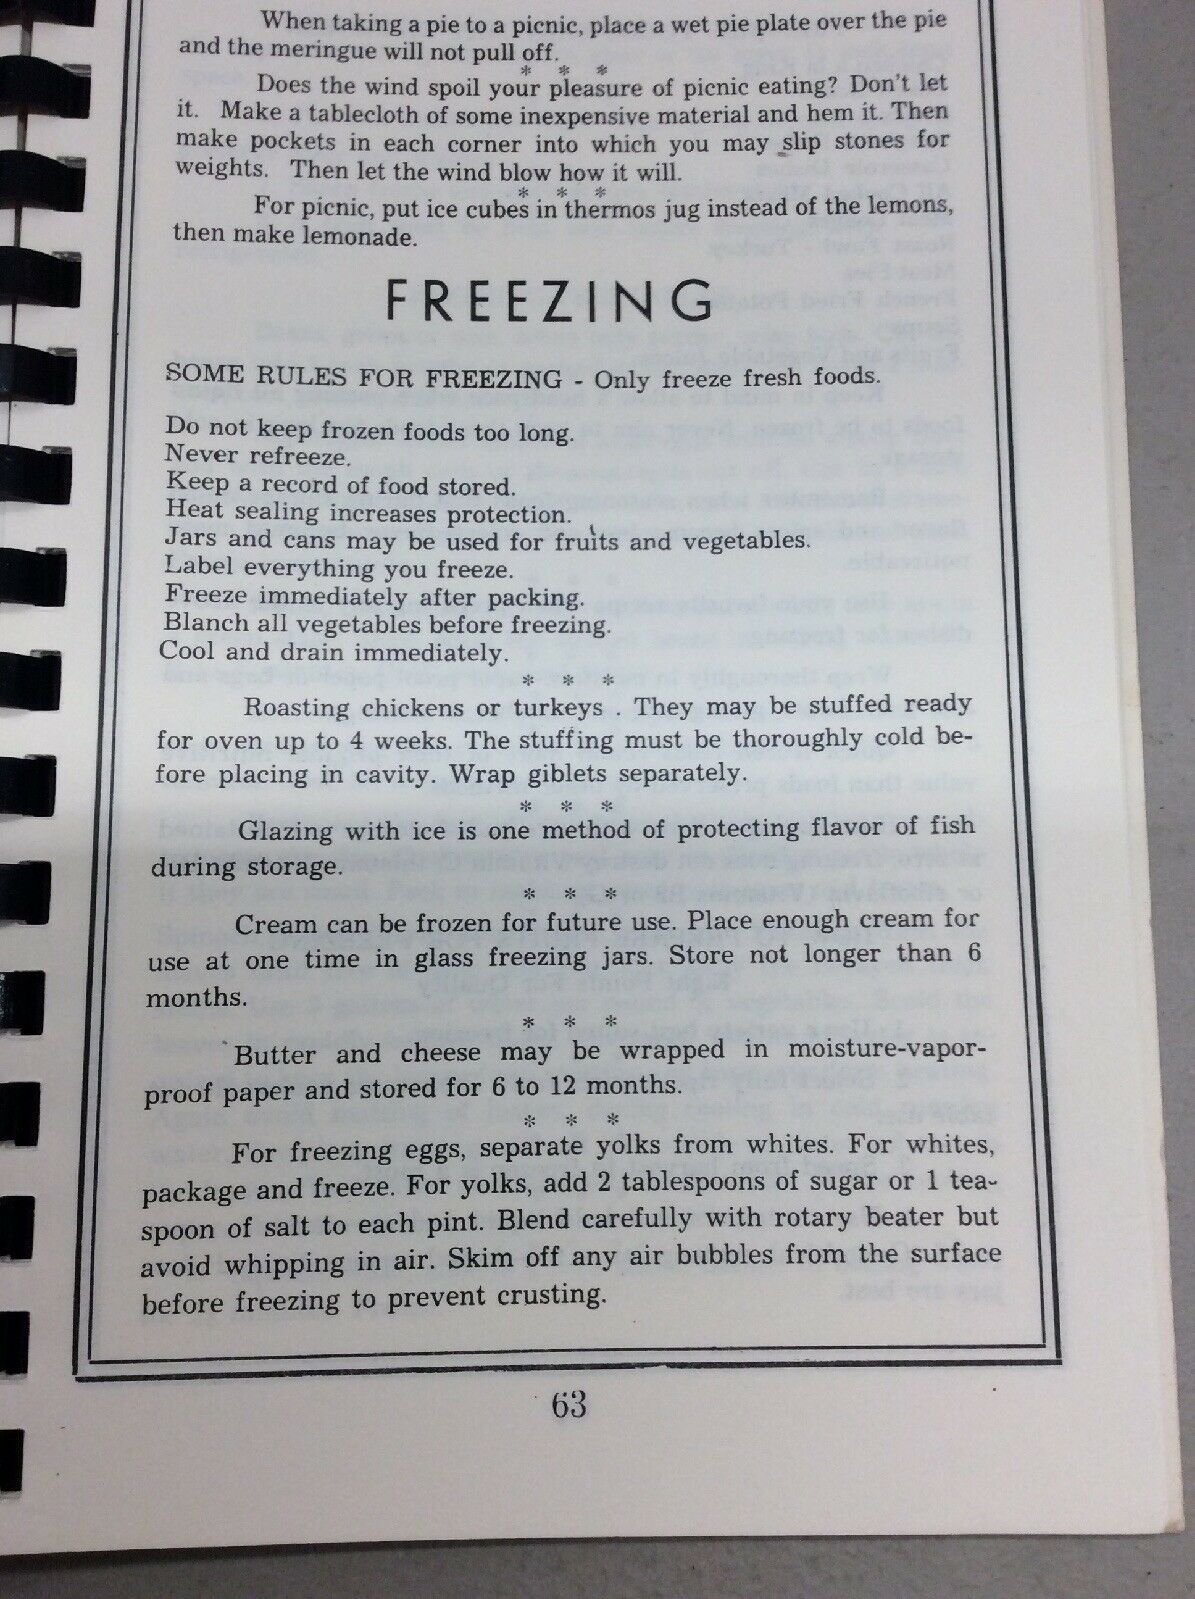 When taking a pie to a picnic, place a wet pie plate over the pie
and the meringue will not pull off.
* * *
Does the wind spoil your pleasure of picnic eating? Don't let
it. Make a tablecloth of some inexpensive material and hem it. Then
make pockets in each corner into which you may slip stones for
weights. Then let the wind blow how it will.
* * *
For picnic, put ice cubes in thermos jug instead of the lemons,
then make lemonade.
FREEZING
SOME RULES FOR FREEZING - Only freeze fresh foods.
Do not keep frozen foods too long.
Never refreeze.
Keep a record of food stored.
Heat sealing increases protection.
Jars and cans may be used for fruits and vegetables.
Label everything you freeze.
Freeze immediately after packing.
Blanch all vegetables before freezing.
Cool and drain immediately.
* * *
Roasting chickens or turkeys . They may be stuffed ready
for oven up to 4 weeks. The stuffing must be thoroughly cold be-
fore placing in cavity. Wrap giblets separately.
* * *
Glazing with ice is one method of protecting flavor of fish
during storage.
* * *
Cream can be frozen for future use. Place enough cream for
use at one time in glass freezing jars. Store not longer than 6
months.
* * *
Butter and cheese may be wrapped in moisture-vapor-
proof paper and stored for 6 to 12 months.
* * *
For freezing eggs, separate yolks from whites. For whites,
package and freeze. For yolks, add 2 tablespoons of sugar or 1 tea-
spoon of salt to each pint. Blend carefully with rotary beater but
avoid whipping in air. Skim off any air bubbles from the surface
before freezing to prevent crusting.
63